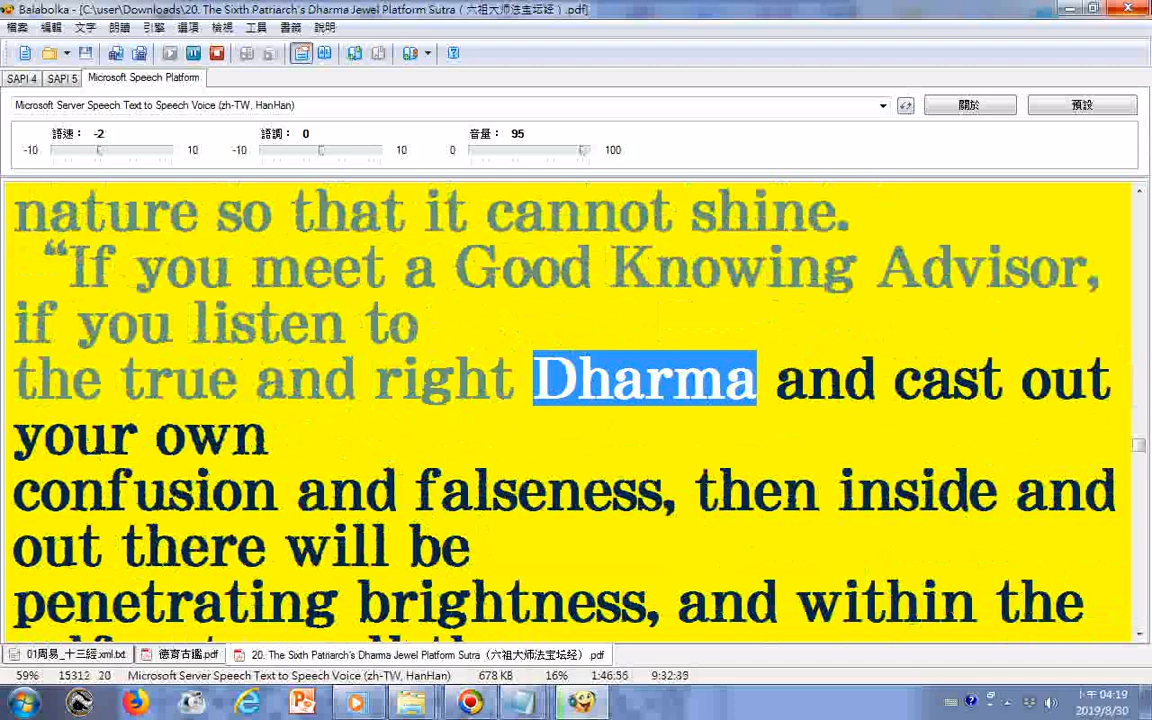 Balabolka - [C:\user\Downloads\20. The Sixth Patriarch's Dharma Jewel Platform Sutra（六祖大师法宝坛经）.pdf]
檔案 編輯 文字 朗讀 引擎 選項 檢視 工具 書籤 說明
SAPI 4 SAPI 5 Microsoft Speech Platform
Microsoft Server Speech Text to Speech Voice (zh-TW, HanHan) 關於 預設
語速： -2 語調： 0 音量： 95
-10 10 -10 10 0 100
nature so that it cannot shine.
“If you meet a Good Knowing Advisor,
if you listen to
the true and right Dharma and cast out
your own
confusion and falseness, then inside and
out there will be
penetrating brightness, and within the
01周易_十三經.xml.txt 德育古鑑.pdf 20. The Sixth Patriarch's Dharma Jewel Platform Sutra（六祖大师法宝坛经）.pdf
59% 15312 20 Microsoft Server Speech Text to Speech Voice (zh-TW, HanHan) 678 KB 16% 1:46:55 9:32:39
下午 04:19
2019/8/30